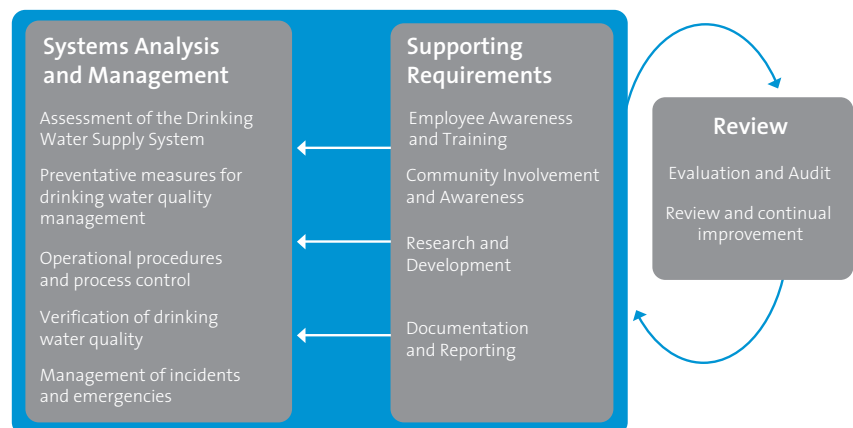 Systems Analysis
and Management
Assessment of the Drinking
Water Supply System
Preventative measures for
drinking water quality
management
Operational procedures
and process control
Verification of drinking
water quality
Management of incidents
and emergencies
Supporting
Requirements
Employee Awareness
and Training
Community Involvement
and Awareness
Research and
Development
Documentation
and Reporting
Review
Evaluation and Audit
Review and continual
improvement